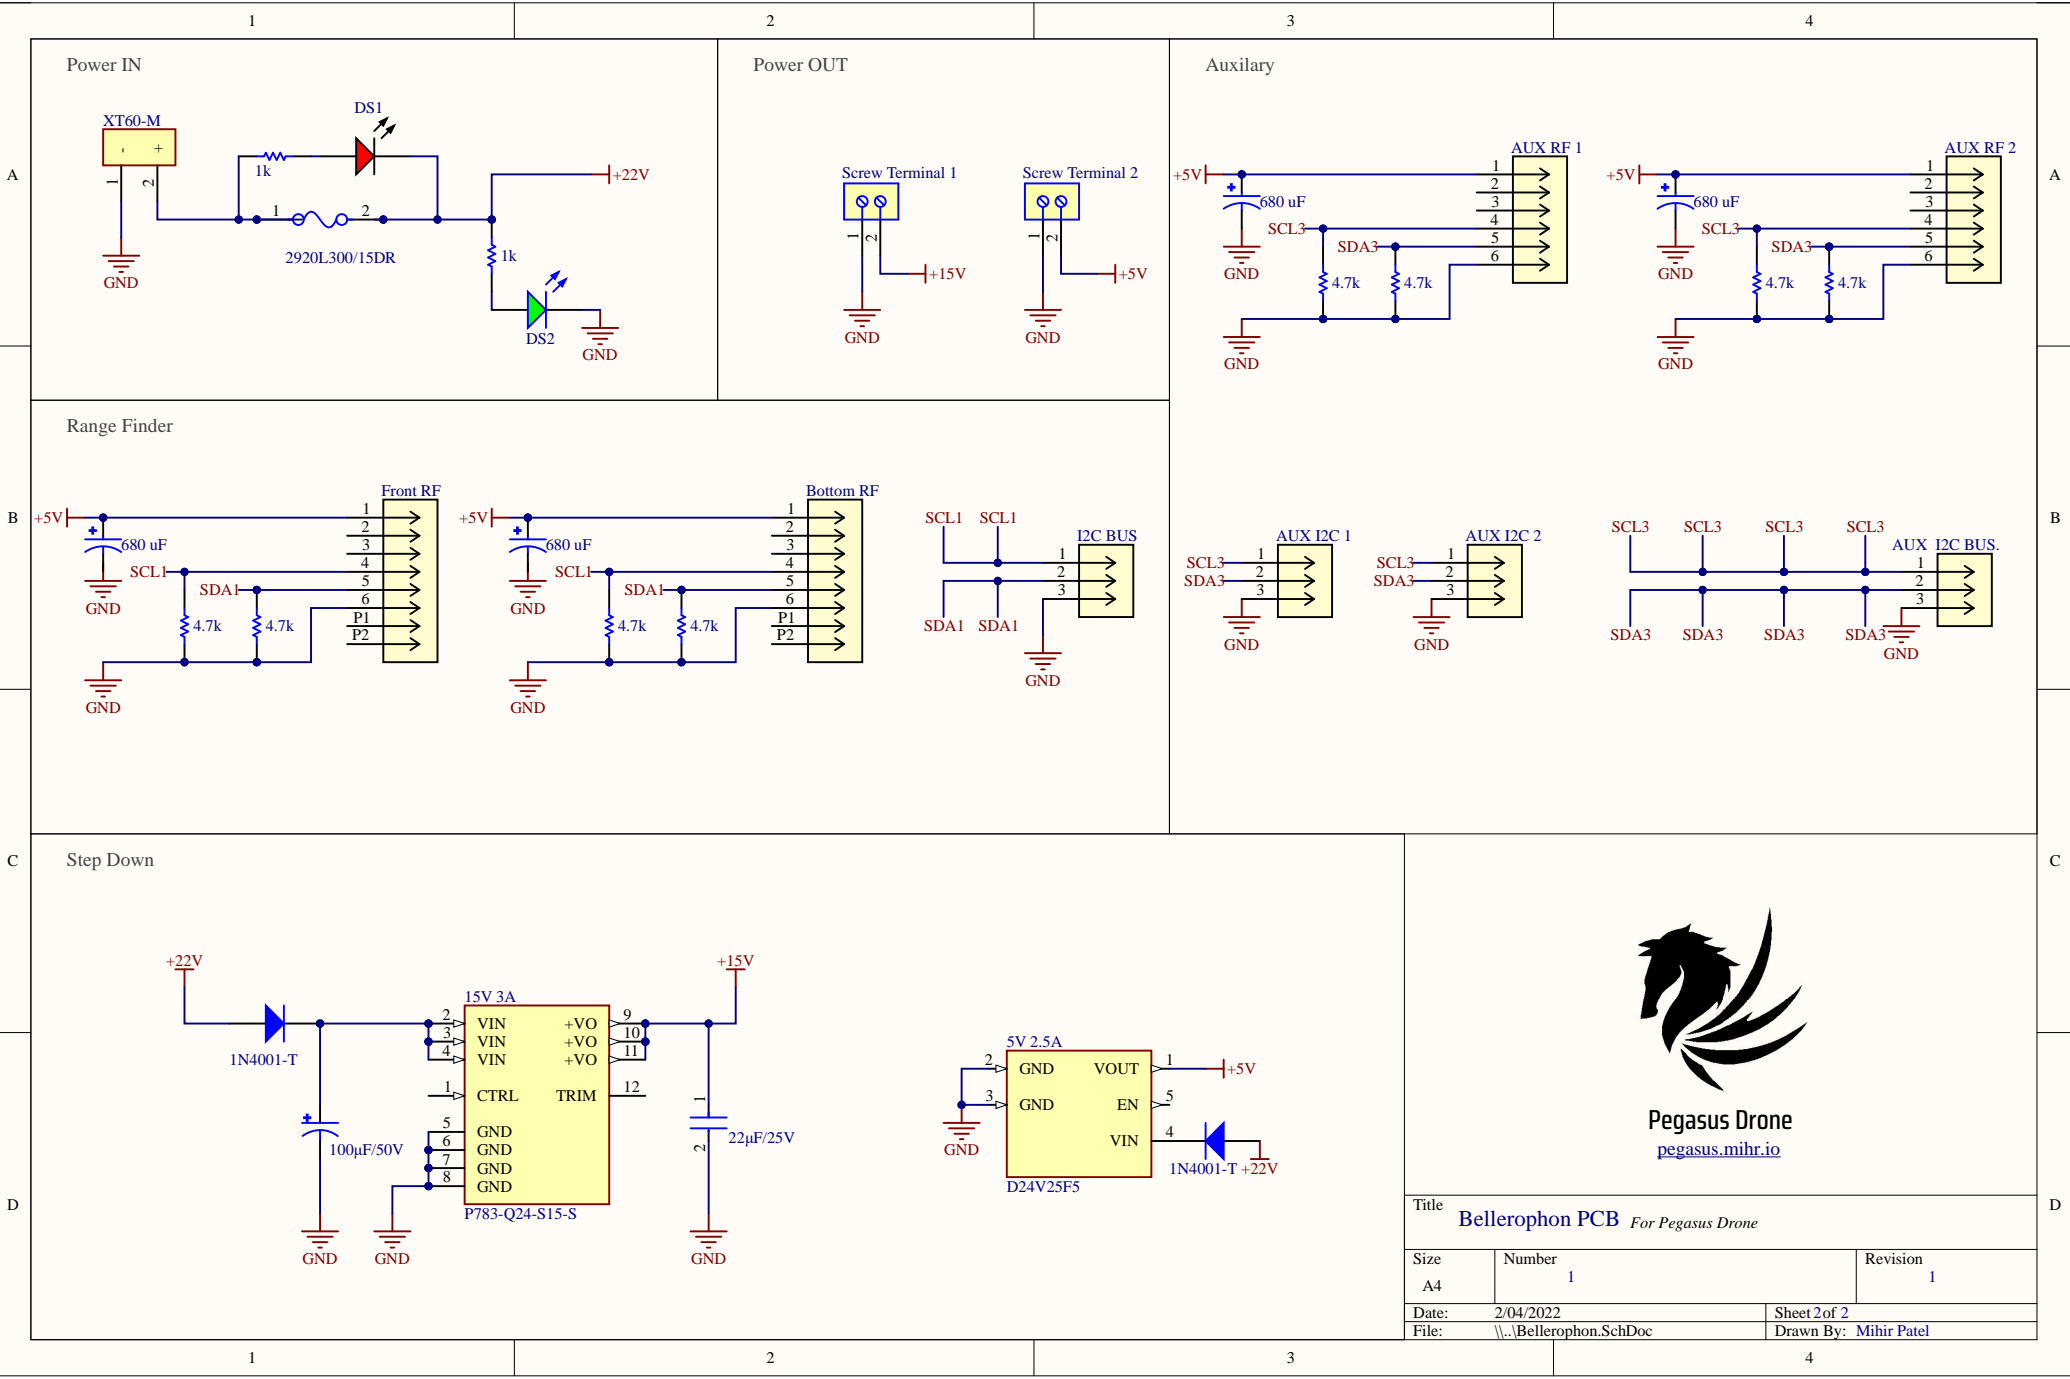 1 2 3 4
A A
B B
C C
D D
Power IN
XT60-M
- +
1 2
GND
DS1
1k
1 2
2920L300/15DR
+22V
1k
DS2
GND
Power OUT
Screw Terminal 1
1 2
+15V
GND
Screw Terminal 2
1 2
+5V
GND
Auxilary
AUX RF 1
+5V
680 uF
GND
SCL3
SDA3
4.7k 4.7k
GND
1
2
3
4
5
6
AUX RF 2
+5V
680 uF
GND
SCL3
SDA3
4.7k 4.7k
GND
1
2
3
4
5
6
Range Finder
Front RF
+5V
680 uF
GND
SCL1
SDA1
4.7k 4.7k
GND
1
2
3
4
5
6
P1
P2
Bottom RF
+5V
680 uF
GND
SCL1
SDA1
4.7k 4.7k
GND
1
2
3
4
5
6
P1
P2
SCL1 SCL1
I2C BUS
1
2
3
SDA1 SDA1
GND
AUX I2C 1
SCL3 1
SDA3 2
3
GND
AUX I2C 2
SCL3 1
SDA3 2
3
GND
SCL3 SCL3 SCL3 SCL3
AUX I2C BUS.
1
2
3
SDA3 SDA3 SDA3 SDA3
GND
Step Down
+22V
1N4001-T
100µF/50V
GND
GND
15V 3A
2 VIN +VO 9
3 VIN +VO 10
4 VIN +VO 11
1 CTRL TRIM 12
5 GND
6 GND
7 GND
8 GND
P783-Q24-S15-S
+15V
1
22µF/25V
2
GND
5V 2.5A
2 GND VOUT 1 +5V
3 GND EN 5
VIN 4
GND
1N4001-T +22V
D24V25F5
Pegasus Drone
pegasus.mihr.io
Title Bellerophon PCB For Pegasus Drone
Size Number Revision
A4 1 1
Date: 2/04/2022 Sheet 2 of 2
File: \\..\Bellerophon.SchDoc Drawn By: Mihir Patel
1 2 3 4